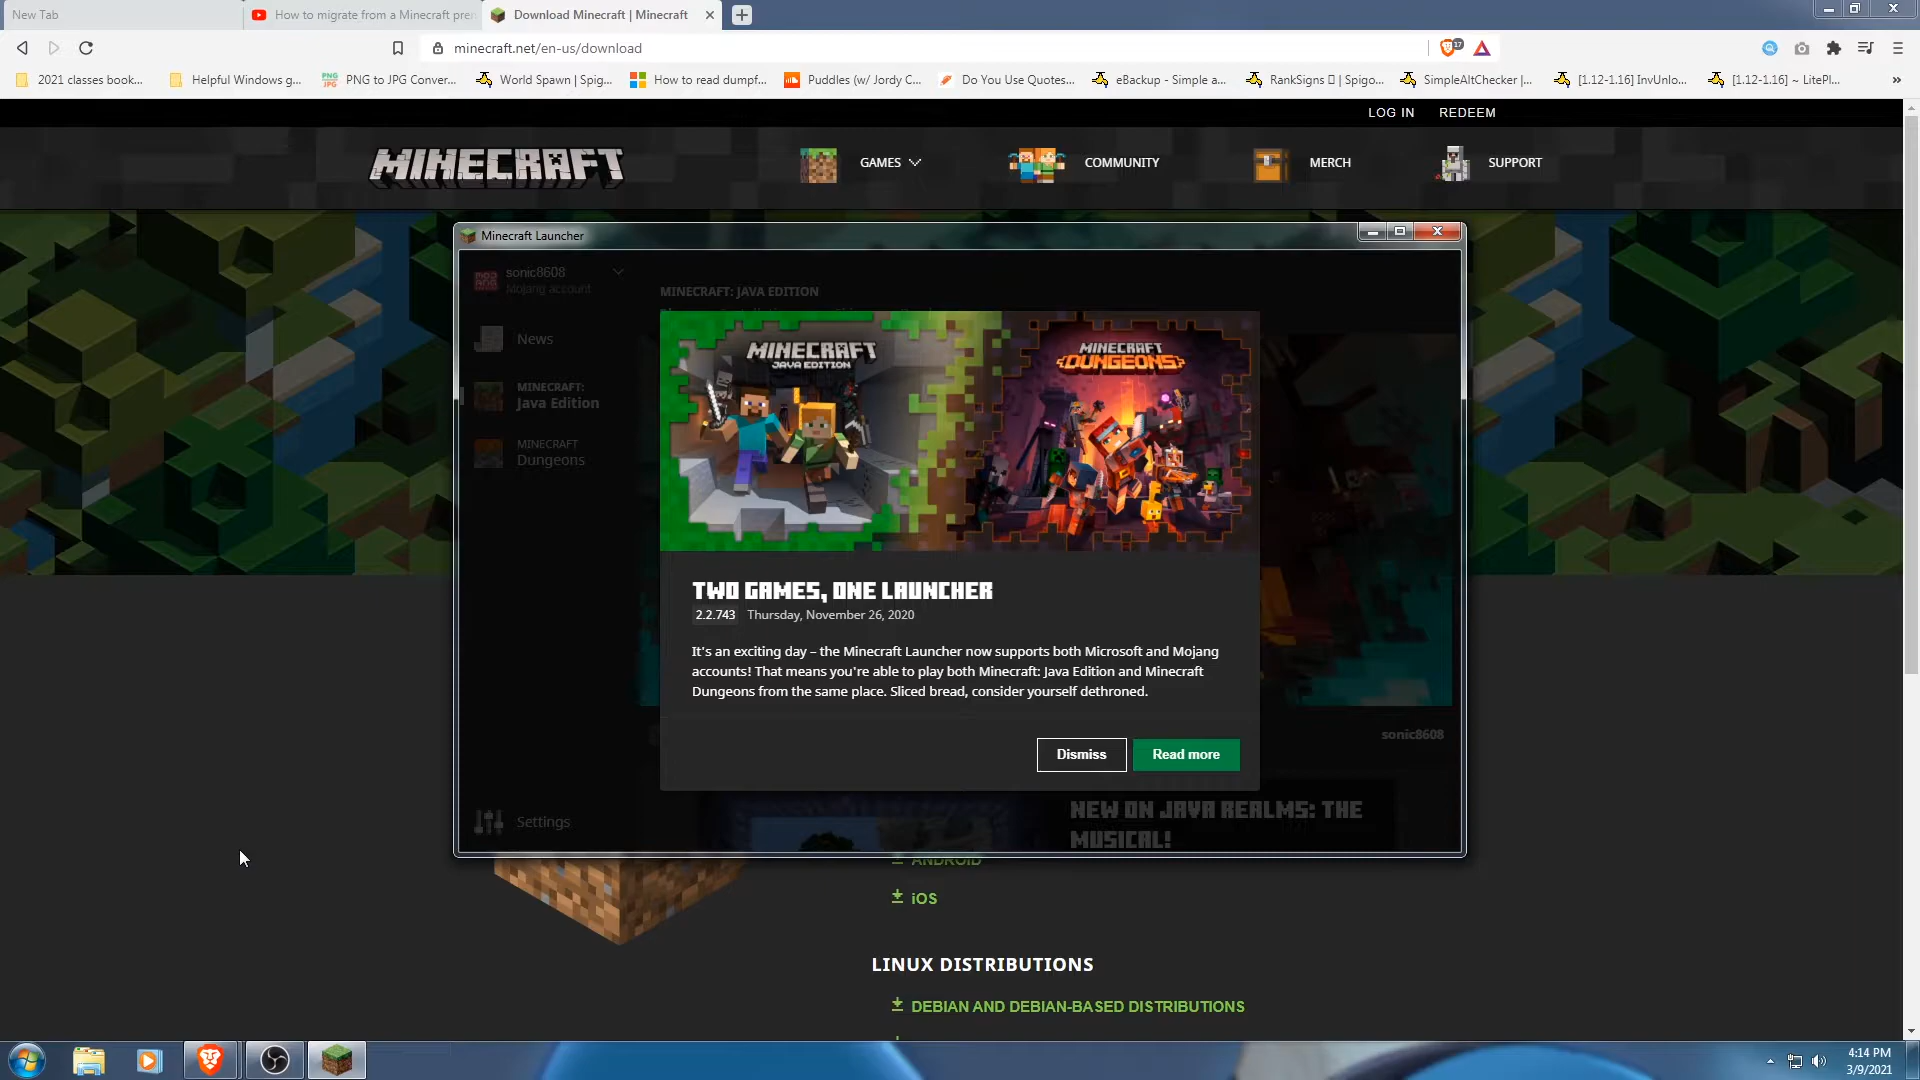 New Tab
How to migrate from a Minecraft prem
Download Minecraft | Minecraft
minecraft.net/en-us/download
17
2021 classes book...
Helpful Windows g...
PNG to JPG Conver...
World Spawn | Spig...
How to read dumpf...
Puddles (w/ Jordy C...
Do You Use Quotes...
eBackup - Simple a...
RankSigns ▯ | Spigo...
SimpleAltChecker |...
[1.12-1.16] InvUnlo...
[1.12-1.16] ~ LitePl...
LOG IN
REDEEM
MINECRAFT
GAMES
COMMUNITY
MERCH
SUPPORT
Minecraft Launcher
sonic8608
Mojang account
News
MINECRAFT:
Java Edition
MINECRAFT
Dungeons
Settings
MINECRAFT: JAVA EDITION
MINECRAFT
JAVA EDITION
MINECRAFT
DUNGEONS
TWO GAMES, ONE LAUNCHER
2.2.743 Thursday, November 26, 2020
It's an exciting day – the Minecraft Launcher now supports both Microsoft and Mojang
accounts! That means you're able to play both Minecraft: Java Edition and Minecraft
Dungeons from the same place. Sliced bread, consider yourself dethroned.
Dismiss
Read more
sonic8608
NEW ON JAVA REALMS: THE
MUSICAL!
ANDROID
iOS
LINUX DISTRIBUTIONS
DEBIAN AND DEBIAN-BASED DISTRIBUTIONS
4:14 PM
3/9/2021